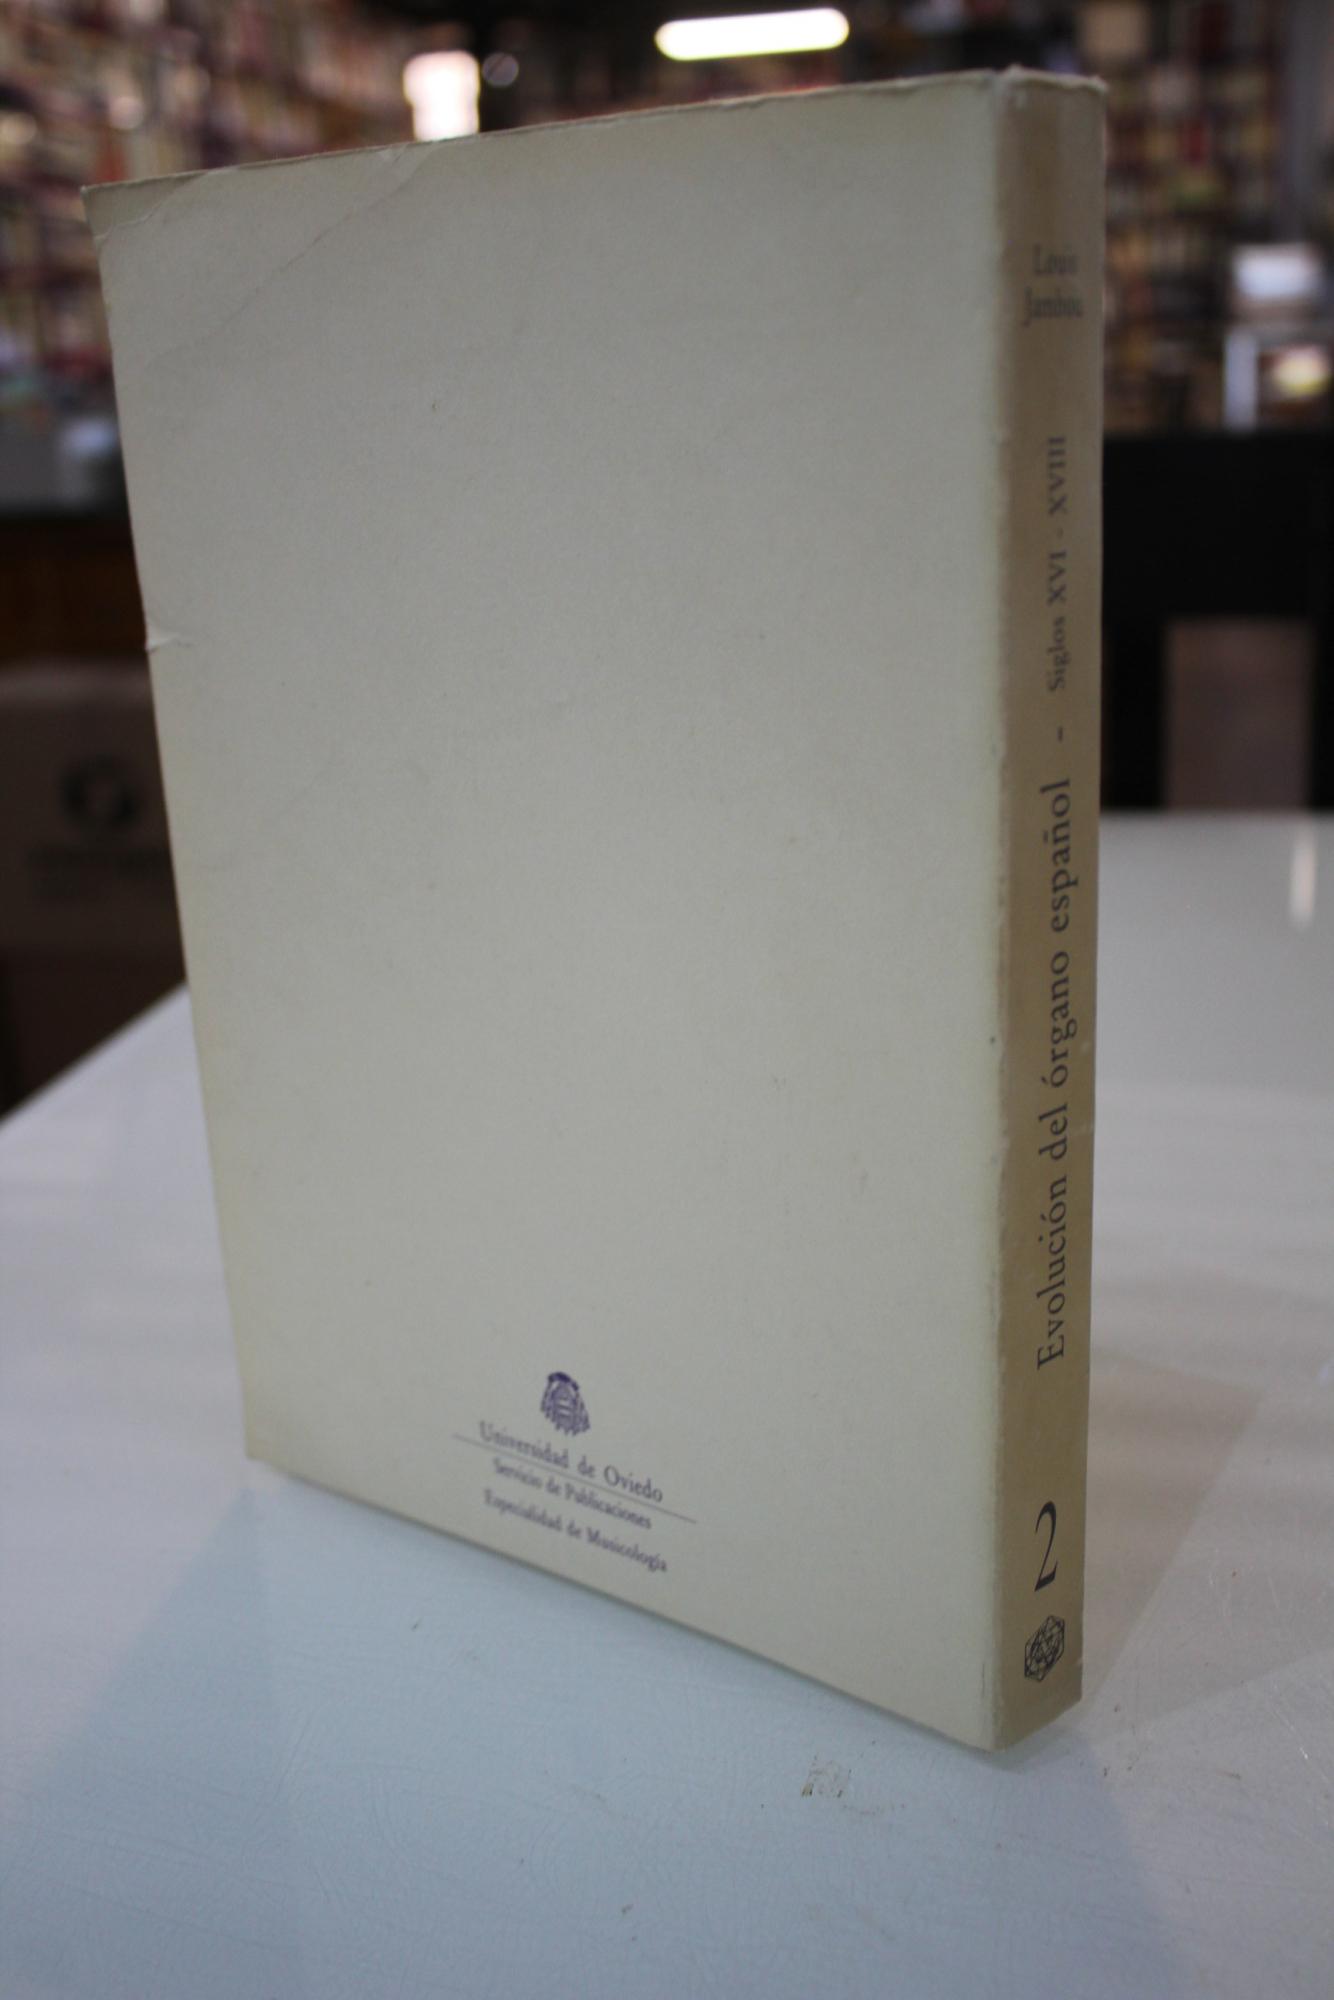 Louis
Jambou
Evolución del órgano español - Siglos XVI - XVIII
2
Universidad de Oviedo
Servicio de Publicaciones
Especialidad de Musicología